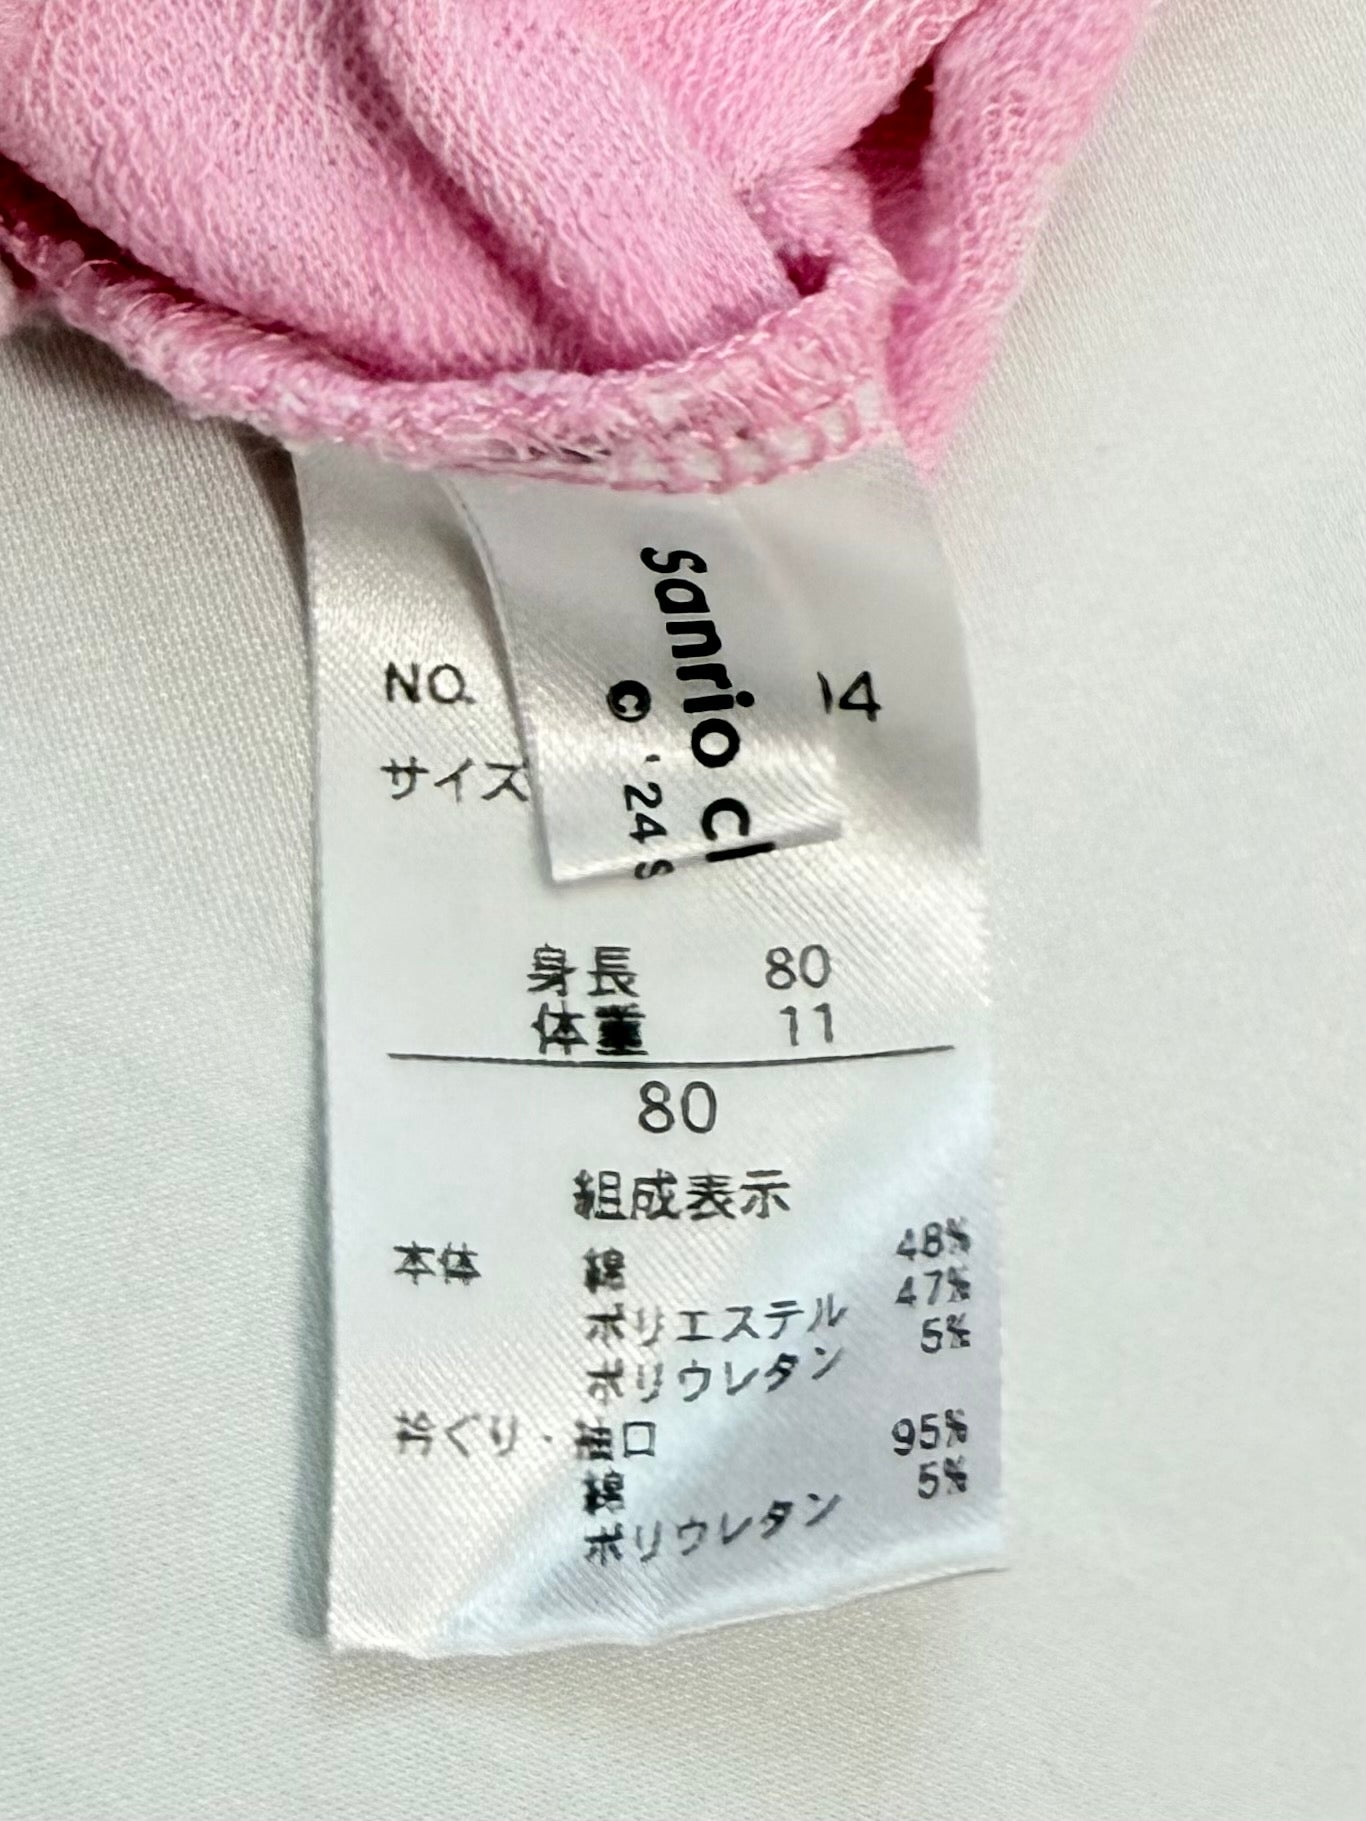 sanrio
© '24 S
NO. 14
サイズ
身長 80
体重 11
80
組成表示
本体 綿 48%
ポリエステル 47%
ポリウレタン 5%
衿ぐり・裾口
綿 95%
ポリウレタン 5%